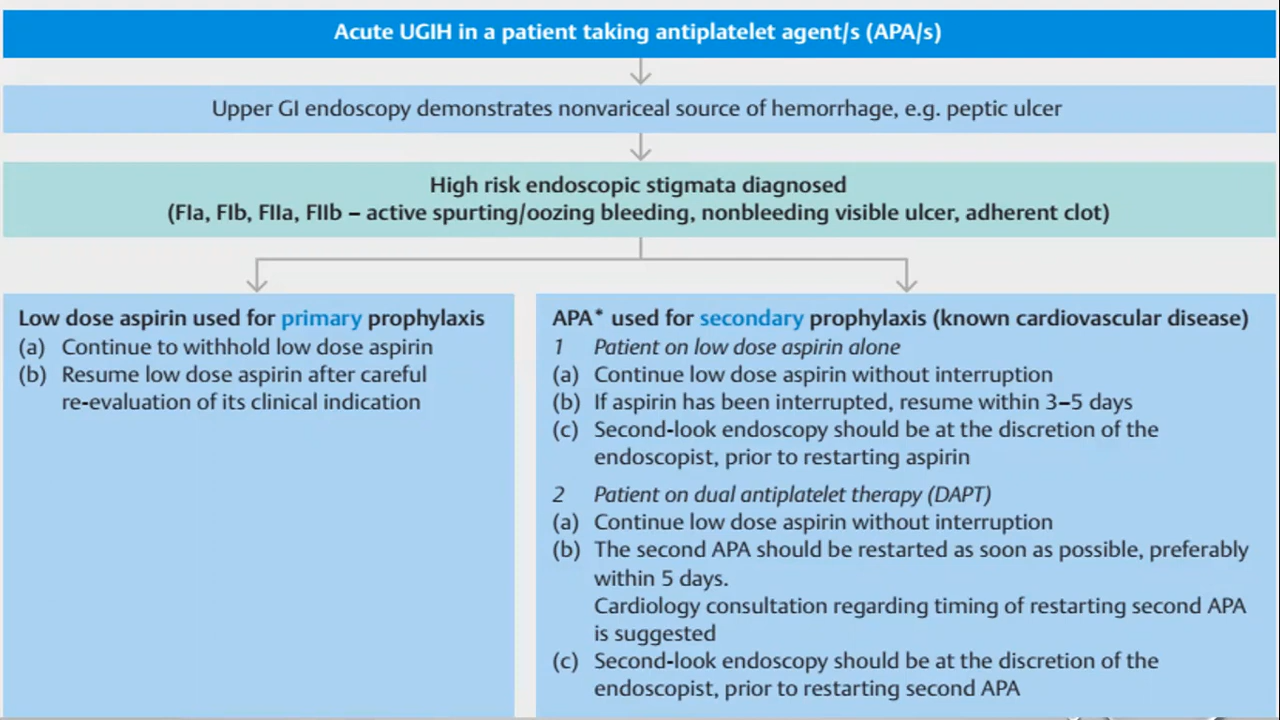 Acute UGIH in a patient taking antiplatelet agent/s (APA/s)
Upper GI endoscopy demonstrates nonvariceal source of hemorrhage, e.g. peptic ulcer
High risk endoscopic stigmata diagnosed
(FIa, FIb, FIIa, FIIb – active spurting/oozing bleeding, nonbleeding visible ulcer, adherent clot)
Low dose aspirin used for primary prophylaxis
(a) Continue to withhold low dose aspirin
(b) Resume low dose aspirin after careful
re-evaluation of its clinical indication
APA* used for secondary prophylaxis (known cardiovascular disease)
1 Patient on low dose aspirin alone
(a) Continue low dose aspirin without interruption
(b) If aspirin has been interrupted, resume within 3–5 days
(c) Second-look endoscopy should be at the discretion of the
endoscopist, prior to restarting aspirin
2 Patient on dual antiplatelet therapy (DAPT)
(a) Continue low dose aspirin without interruption
(b) The second APA should be restarted as soon as possible, preferably
within 5 days.
Cardiology consultation regarding timing of restarting second APA
is suggested
(c) Second-look endoscopy should be at the discretion of the
endoscopist, prior to restarting second APA